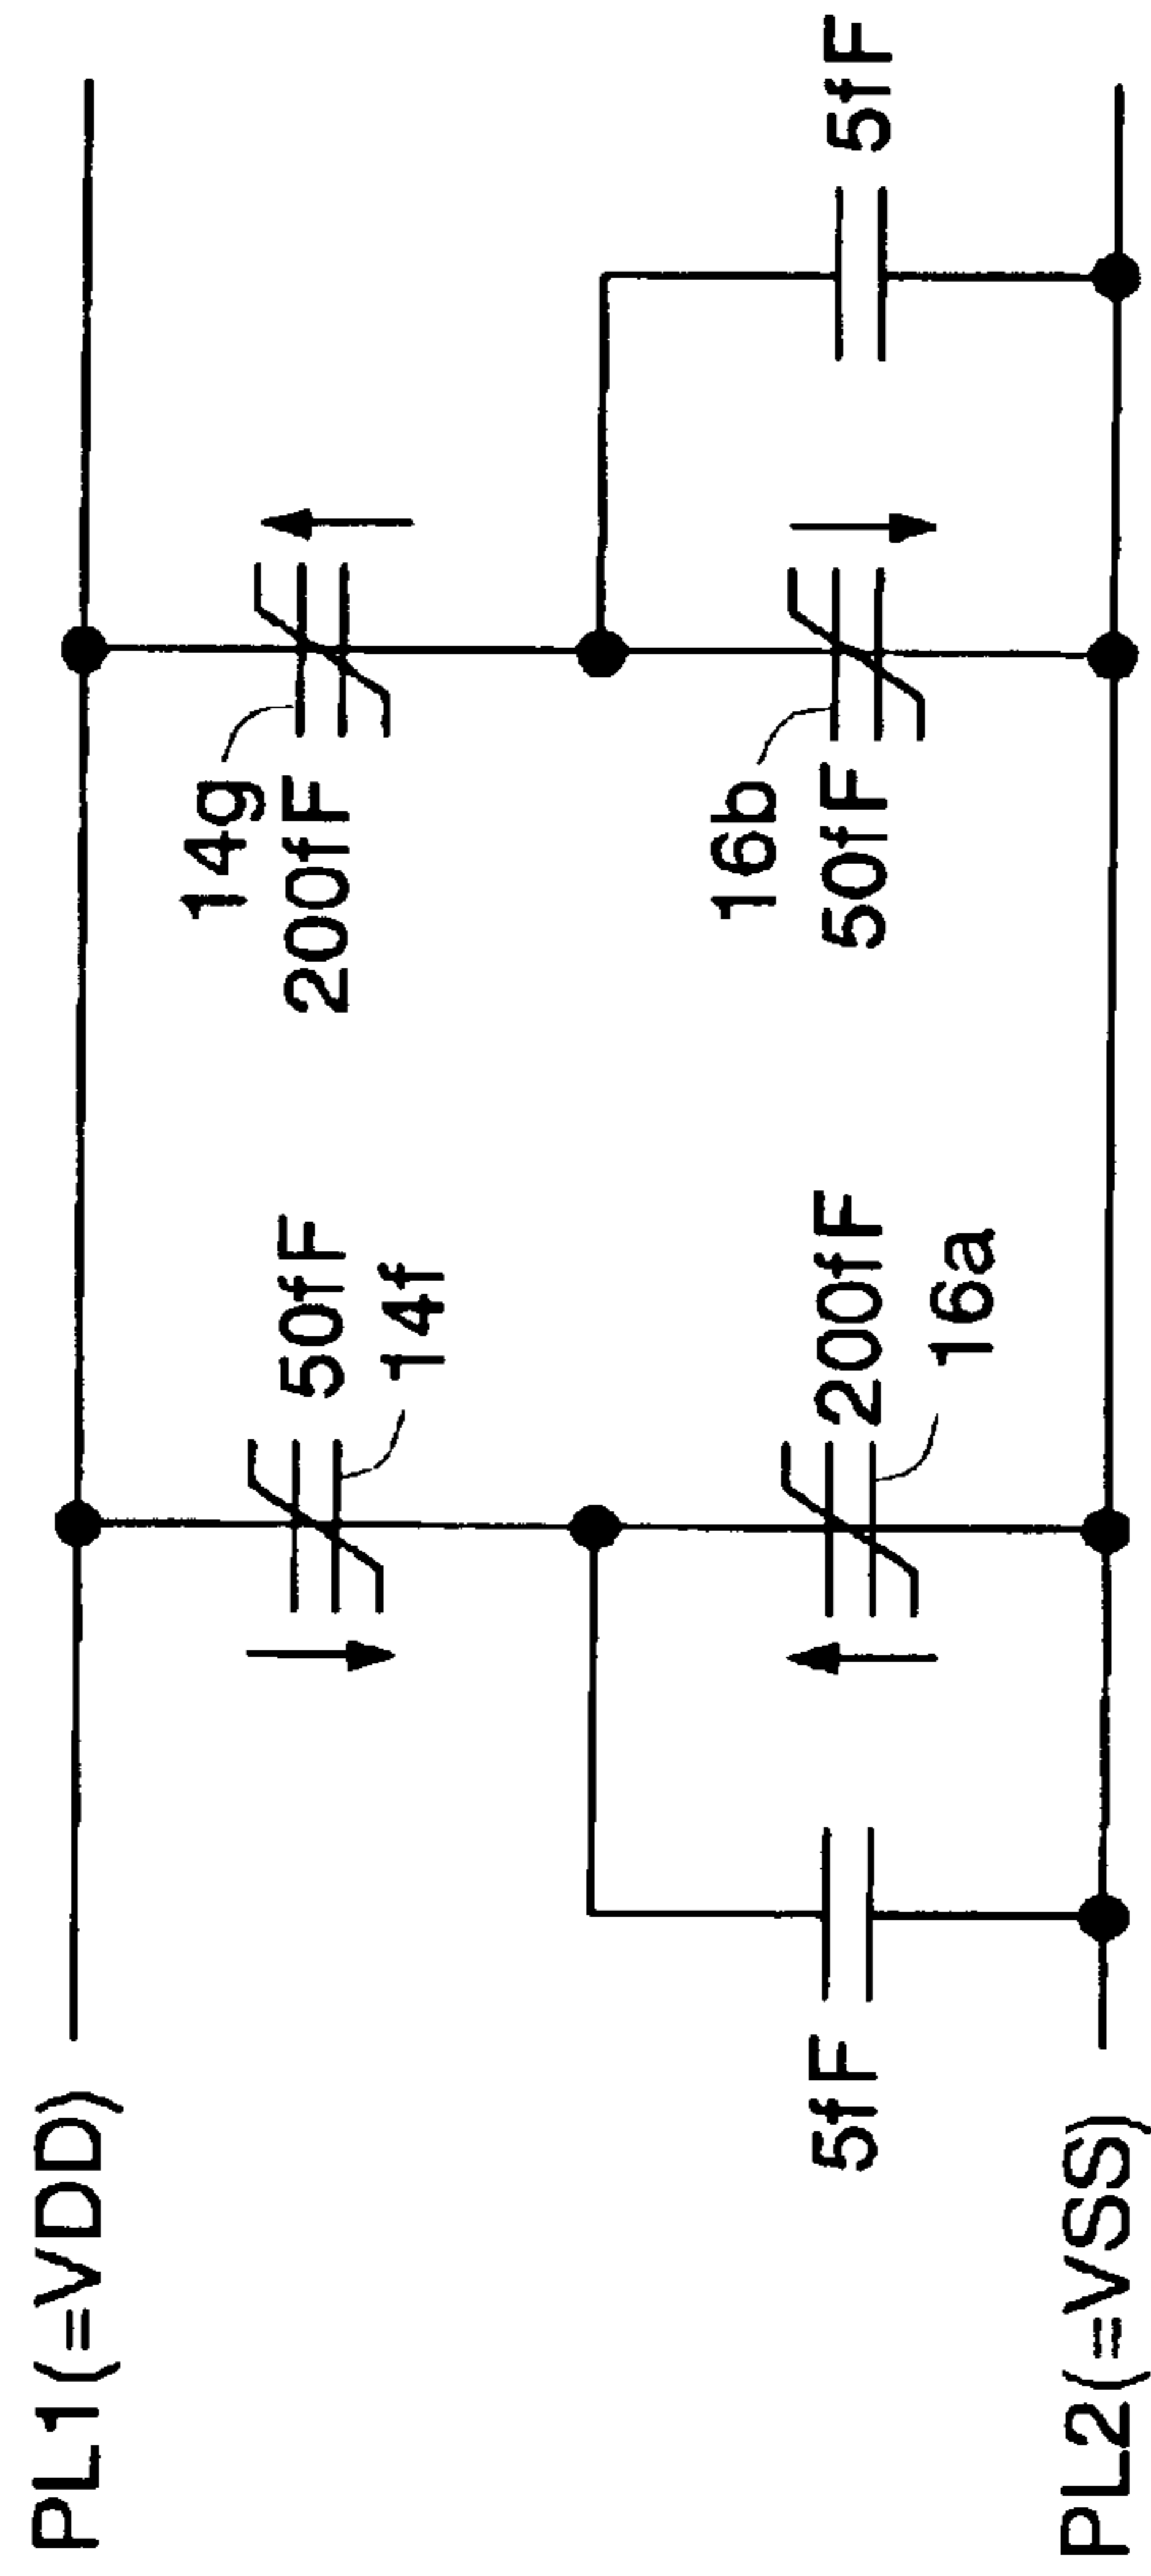 PL1(=VDD)
14g
50fF
200fF
14f
16b
5fF
200fF
50fF
5fF
16a
PL2(=VSS)